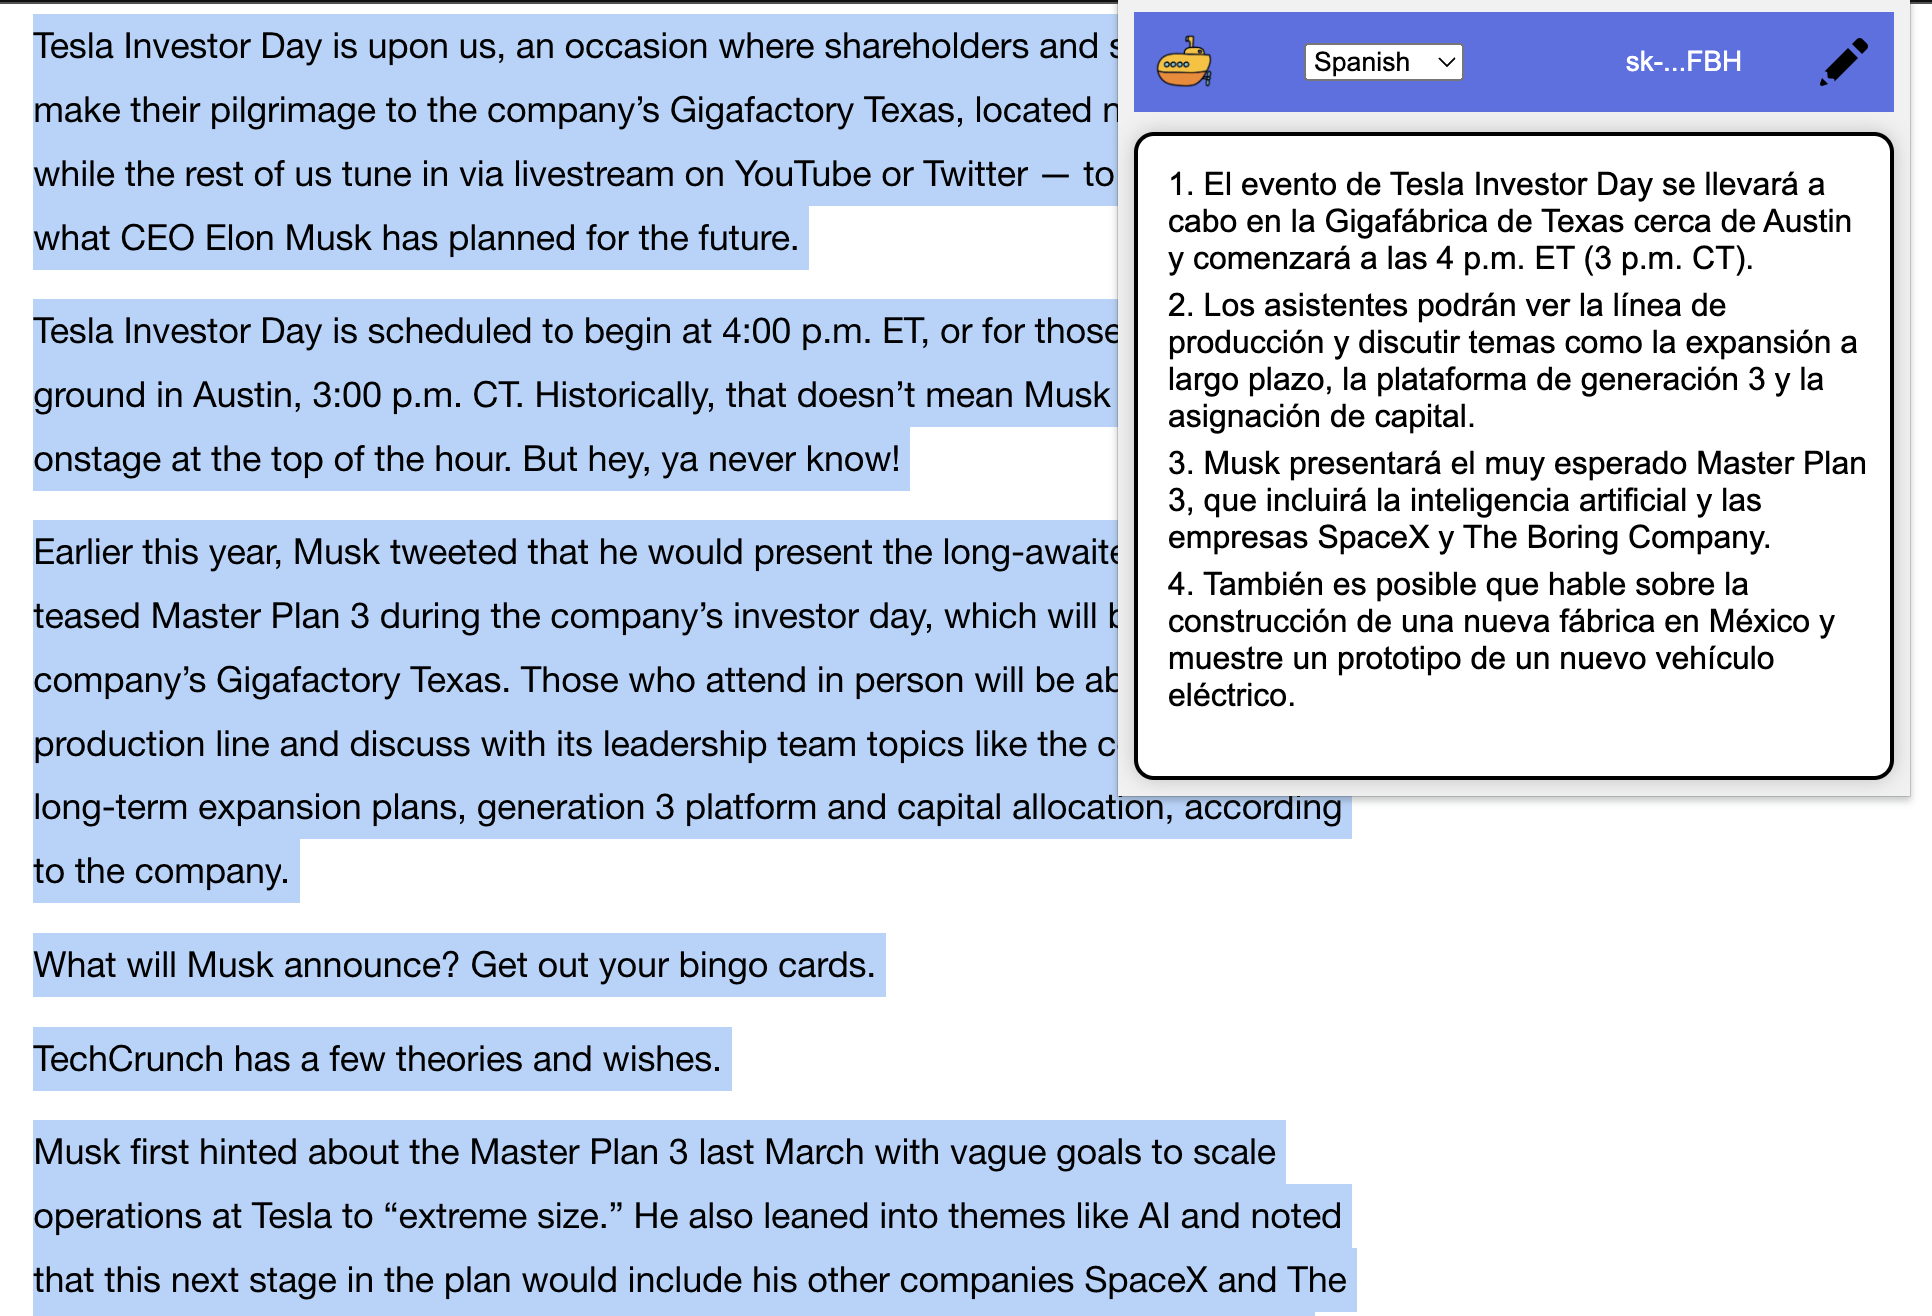 Tesla Investor Day is upon us, an occasion where shareholders and
make their pilgrimage to the company’s Gigafactory Texas, located
while the rest of us tune in via livestream on YouTube or Twitter — to
what CEO Elon Musk has planned for the future.
Tesla Investor Day is scheduled to begin at 4:00 p.m. ET, or for those
ground in Austin, 3:00 p.m. CT. Historically, that doesn’t mean Musk
onstage at the top of the hour. But hey, ya never know!
Earlier this year, Musk tweeted that he would present the
teased Master Plan 3 during the company’s investor day, which will
company’s Gigafactory Texas. Those who attend in person will be
production line and discuss with its leadership team topics like the
long-term expansion plans, generation 3 platform and capital allocation, according
to the company.
What will Musk announce? Get out your bingo cards.
TechCrunch has a few theories and wishes.
Musk first hinted about the Master Plan 3 last March with vague goals to scale
operations at Tesla to “extreme size.” He also leaned into themes like AI and noted
that this next stage in the plan would include his other companies SpaceX and The
Spanish
sk-...FBH
1. El evento de Tesla Investor Day se llevará a
cabo en la Gigafábrica de Texas cerca de Austin
y comenzará a las 4 p.m. ET (3 p.m. CT).
2. Los asistentes podrán ver la línea de
producción y discutir temas como la expansión a
largo plazo, la plataforma de generación 3 y la
asignación de capital.
3. Musk presentará el muy esperado Master Plan
3, que incluirá la inteligencia artificial y las
empresas SpaceX y The Boring Company.
4. También es posible que hable sobre la
construcción de una nueva fábrica en México y
muestre un prototipo de un nuevo vehículo
eléctrico.